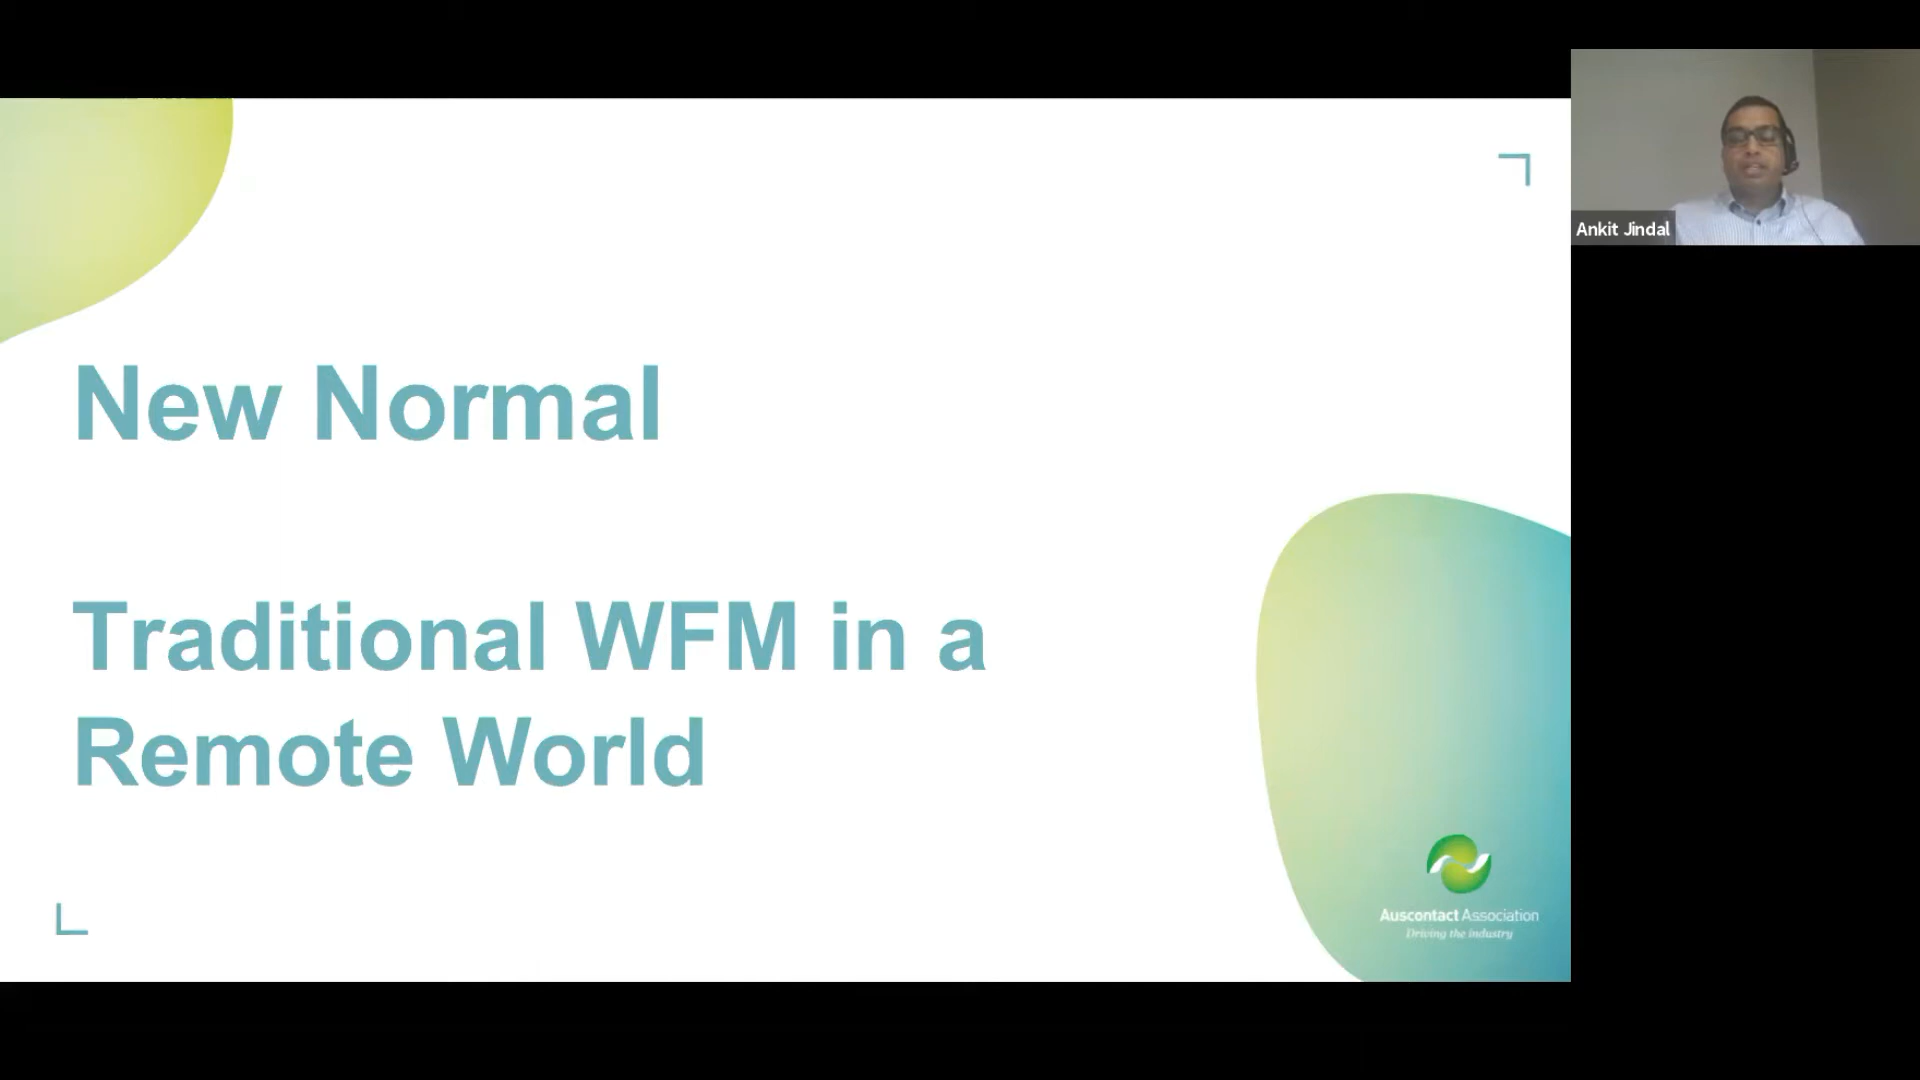 New Normal
Traditional WFM in a
Remote World
Auscontact Association
Driving the industry
Ankit Jindal